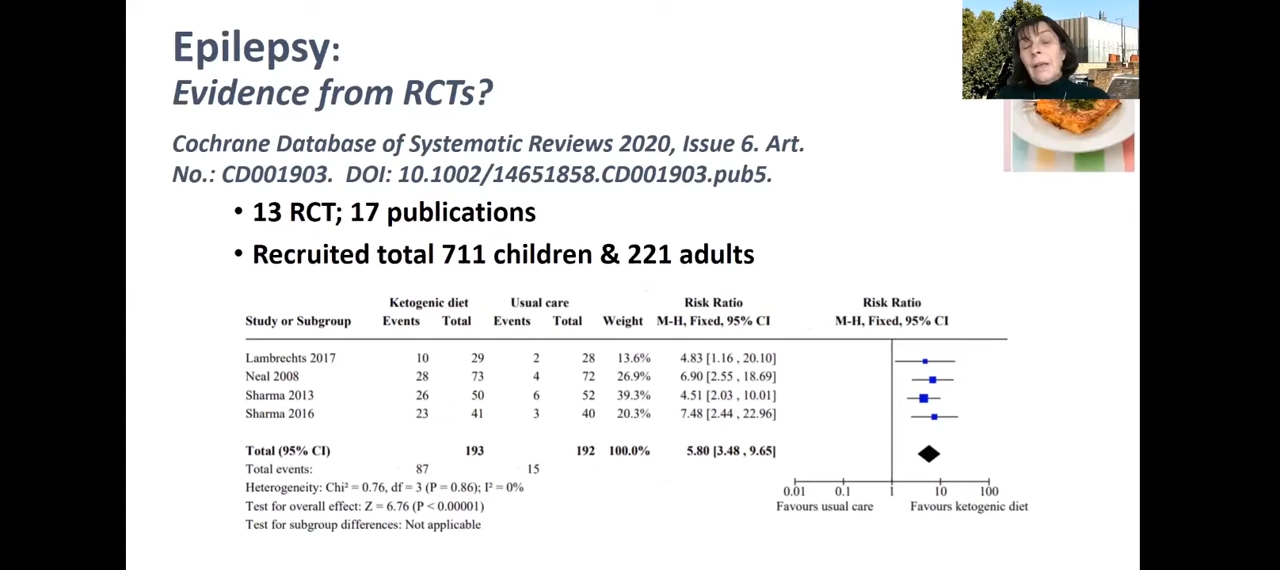 Epilepsy:
Evidence from RCTs?
Cochrane Database of Systematic Reviews 2020, Issue 6. Art.
No.: CD001903. DOI: 10.1002/14651858.CD001903.pub5.
• 13 RCT; 17 publications
• Recruited total 711 children & 221 adults
Ketogenic diet Usual care Risk Ratio Risk Ratio
Study or Subgroup Events Total Events Total Weight M-H, Fixed, 95% CI M-H, Fixed, 95% CI
Lambrechts 2017 10 29 2 28 13.6% 4.83 [1.16 , 20.10]
Neal 2008 28 73 4 72 26.9% 6.90 [2.55 , 18.69]
Sharma 2013 26 50 6 52 39.3% 4.51 [2.03 , 10.01]
Sharma 2016 23 41 3 40 20.3% 7.48 [2.44 , 22.96]
Total (95% CI) 193 192 100.0% 5.80 [3.48 , 9.65]
Total events: 87 15
Heterogeneity: Chi² = 0.76, df = 3 (P = 0.86); I² = 0%
Test for overall effect: Z = 6.76 (P < 0.00001)
Test for subgroup differences: Not applicable
0.01 0.1 1 10 100
Favours usual care Favours ketogenic diet